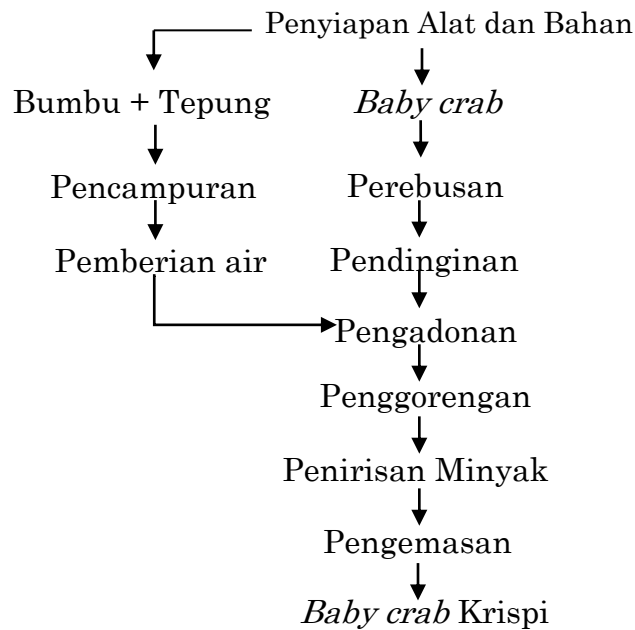 Penyiapan Alat dan Bahan
Bumbu + Tepung
Baby crab
Pencampuran
Perebusan
Pemberian air
Pendinginan
Pengadonan
Penggorengan
Penirisan Minyak
Pengemasan
Baby crab Krispi